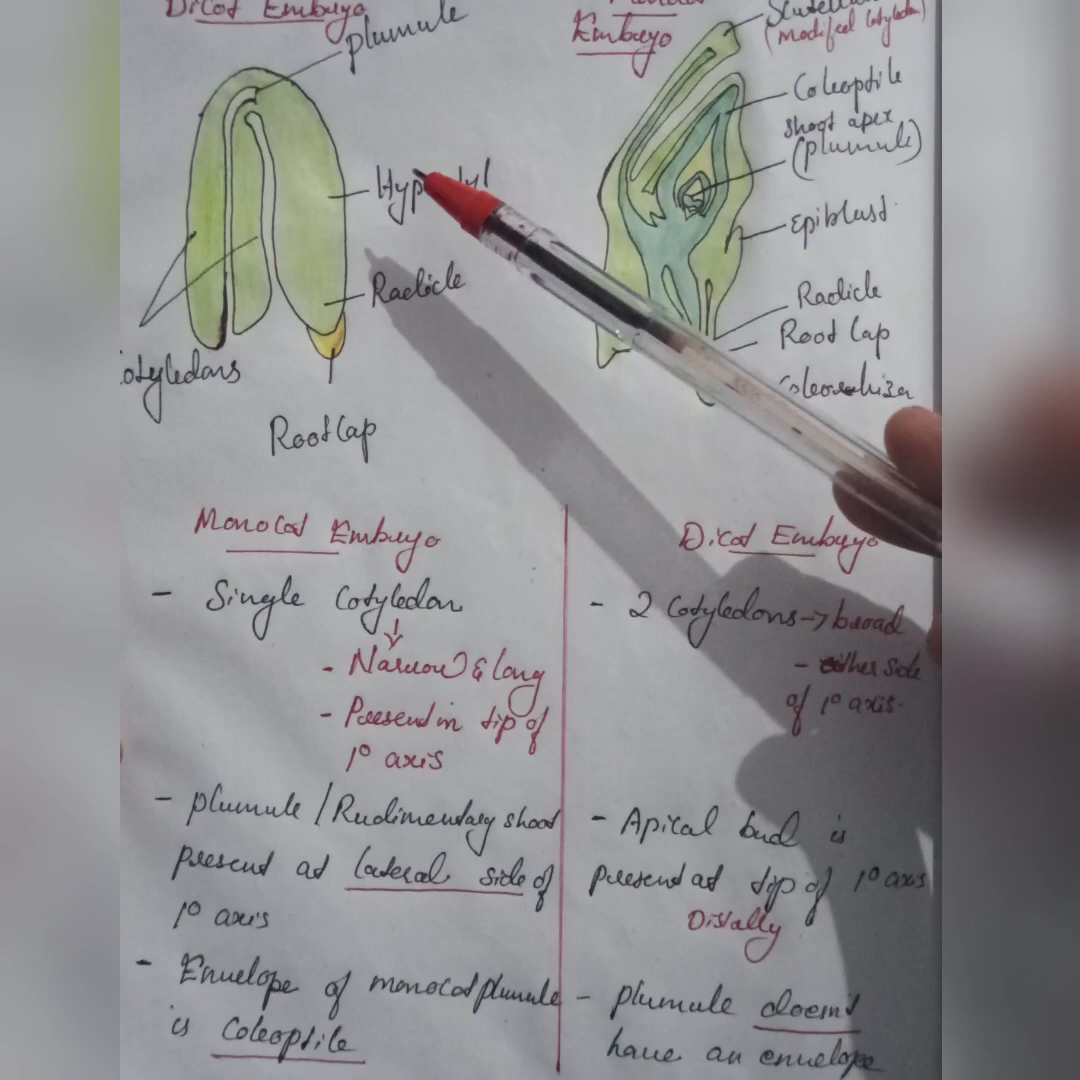 Dicot Embryo
plumule
Radicle
Cotyledons
Root Cap
Embryo
(modified Cotyledon)
Coleoptile
shoot apex
(plumule)
Epiblast
Radicle
Root Cap
Coleorhiza
Monocot Embryo
- Single Cotyledon
- Narrow & long
- Present in tip of
1° axis
- plumule / Rudimentary shoot
present at lateral side of
1° axis
- Envelope of monocot plumule
is Coleoptile
Dicot Embryo
- 2 Cotyledons → broad
- either side
of 1° axis.
- Apical bud is
present at tip of 1° axis
Distally
- plumule doesn't
have an envelope